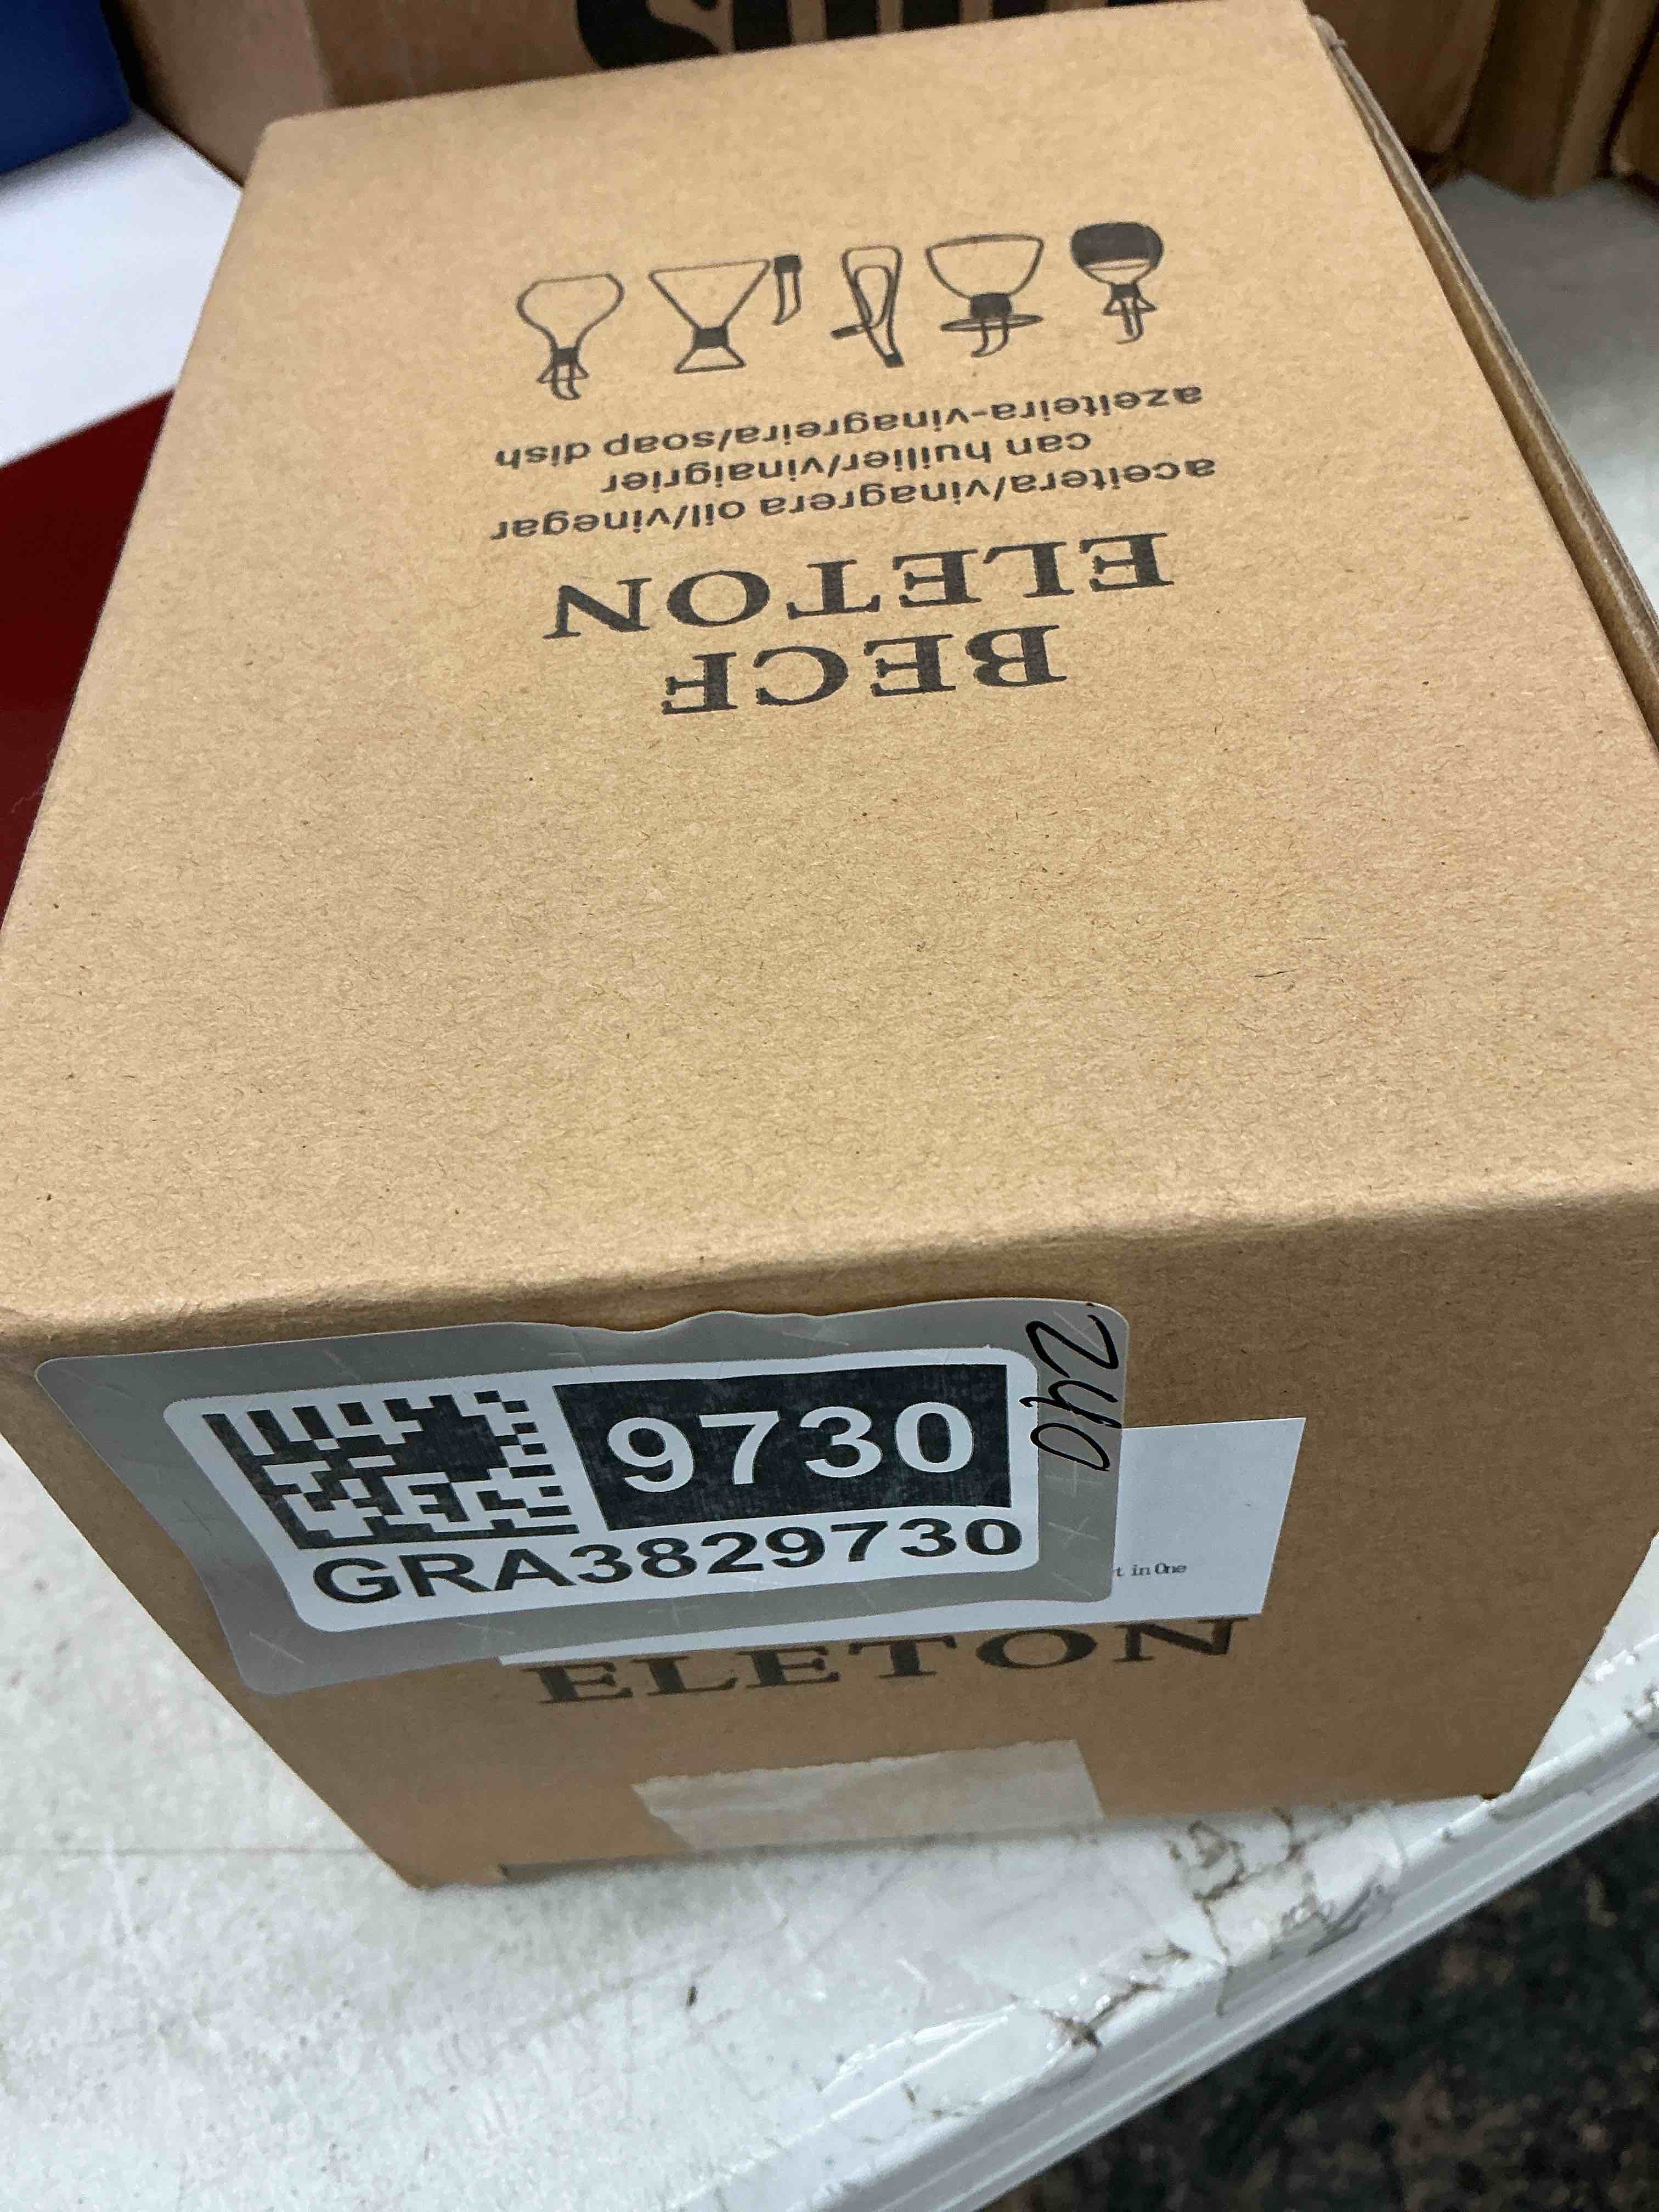 BECF
ELETON
aceitera/vinagrera oil/vinegar
can huilier/vinaigrier
azeiteira-vinagreira/soap dish
9730
GRA3829730
240
t in One
ELETON